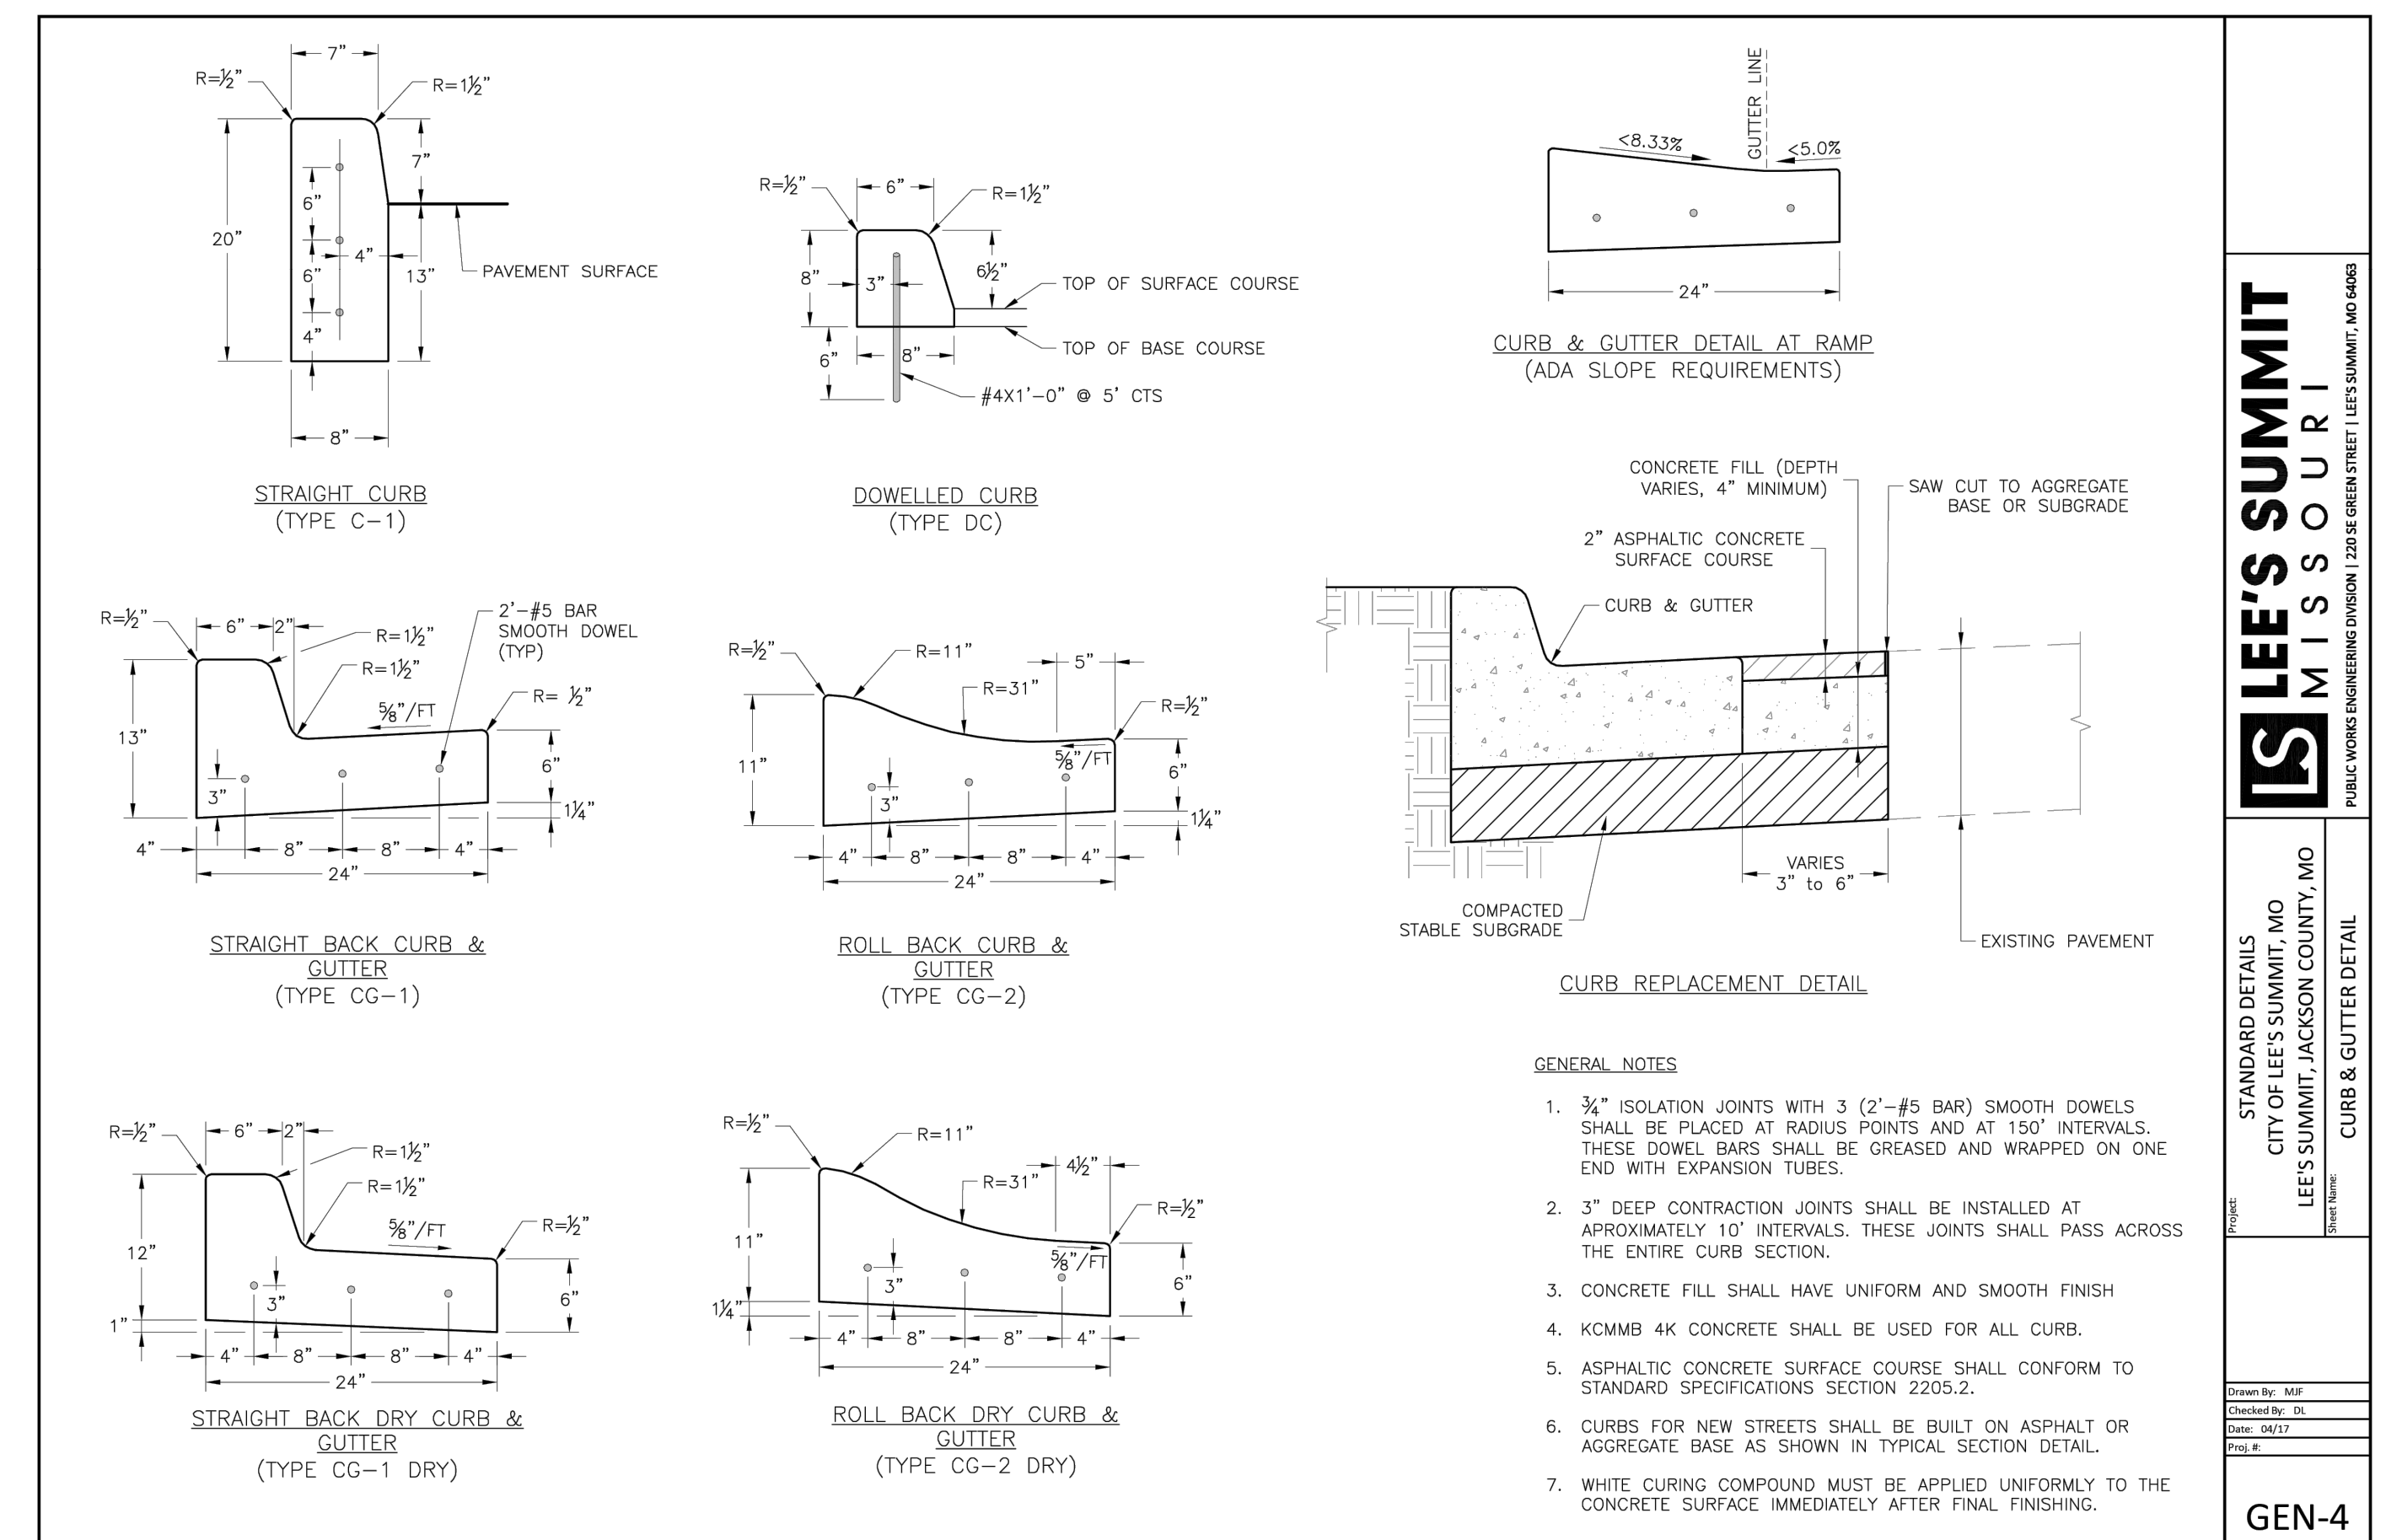 7”
R=½”
R=1½”
7”
6”
20”
4”
6”
13”
PAVEMENT SURFACE
4”
8”
STRAIGHT CURB
(TYPE C-1)
R=½”
6”
R=1½”
8”
3”
6½”
TOP OF SURFACE COURSE
TOP OF BASE COURSE
6”
8”
#4X1’-0” @ 5’ CTS
DOWELLED CURB
(TYPE DC)
GUTTER LINE
<8.33%
<5.0%
24”
CURB & GUTTER DETAIL AT RAMP
(ADA SLOPE REQUIREMENTS)
R=½”
6”
2”
R=1½”
R=1½”
2’-#5 BAR
SMOOTH DOWEL
(TYP)
R= ½”
⅝”/FT
13”
3”
6”
1¼”
4”
8”
8”
4”
24”
STRAIGHT BACK CURB &
GUTTER
(TYPE CG-1)
R=½”
R=11”
R=31”
5”
R=½”
⅝”/FT
11”
3”
6”
1¼”
4”
8”
8”
4”
24”
ROLL BACK CURB &
GUTTER
(TYPE CG-2)
CONCRETE FILL (DEPTH
VARIES, 4” MINIMUM)
SAW CUT TO AGGREGATE
BASE OR SUBGRADE
2” ASPHALTIC CONCRETE
SURFACE COURSE
CURB & GUTTER
VARIES
3” to 6”
COMPACTED
STABLE SUBGRADE
EXISTING PAVEMENT
CURB REPLACEMENT DETAIL
R=½”
6”
2”
R=1½”
R=1½”
⅝”/FT
R=½”
12”
3”
6”
1”
4”
8”
8”
4”
24”
STRAIGHT BACK DRY CURB &
GUTTER
(TYPE CG-1 DRY)
R=½”
R=11”
R=31”
4½”
R=½”
⅝”/FT
11”
3”
6”
1¼”
4”
8”
8”
4”
24”
ROLL BACK DRY CURB &
GUTTER
(TYPE CG-2 DRY)
GENERAL NOTES
1. ¾” ISOLATION JOINTS WITH 3 (2’-#5 BAR) SMOOTH DOWELS
SHALL BE PLACED AT RADIUS POINTS AND AT 150’ INTERVALS.
THESE DOWEL BARS SHALL BE GREASED AND WRAPPED ON ONE
END WITH EXPANSION TUBES.
2. 3” DEEP CONTRACTION JOINTS SHALL BE INSTALLED AT
APROXIMATELY 10’ INTERVALS. THESE JOINTS SHALL PASS ACROSS
THE ENTIRE CURB SECTION.
3. CONCRETE FILL SHALL HAVE UNIFORM AND SMOOTH FINISH
4. KCMMB 4K CONCRETE SHALL BE USED FOR ALL CURB.
5. ASPHALTIC CONCRETE SURFACE COURSE SHALL CONFORM TO
STANDARD SPECIFICATIONS SECTION 2205.2.
6. CURBS FOR NEW STREETS SHALL BE BUILT ON ASPHALT OR
AGGREGATE BASE AS SHOWN IN TYPICAL SECTION DETAIL.
7. WHITE CURING COMPOUND MUST BE APPLIED UNIFORMLY TO THE
CONCRETE SURFACE IMMEDIATELY AFTER FINAL FINISHING.
LS LEE'S SUMMIT
MISSOURI
PUBLIC WORKS ENGINEERING DIVISION | 220 SE GREEN STREET | LEE'S SUMMIT, MO 64063
Project:
STANDARD DETAILS
CITY OF LEE'S SUMMIT, MO
LEE'S SUMMIT, JACKSON COUNTY, MO
Sheet Name:
CURB & GUTTER DETAIL
Drawn By: MJF
Checked By: DL
Date: 04/17
Proj. #:
GEN-4